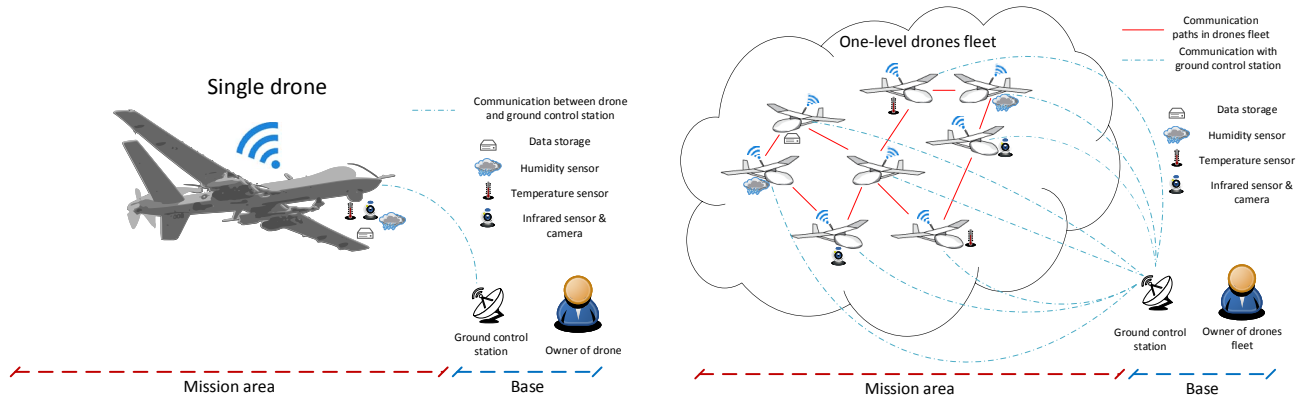 Single drone
Communication between drone
and ground control station
Data storage
Humidity sensor
Temperature sensor
Infrared sensor &
camera
Ground control
station
Owner of drone
Mission area
Base
One-level drones fleet
Communication
paths in drones fleet
Communication with
ground control station
Data storage
Humidity sensor
Temperature sensor
Infrared sensor &
camera
Ground control
station
Owner of drones
fleet
Mission area
Base